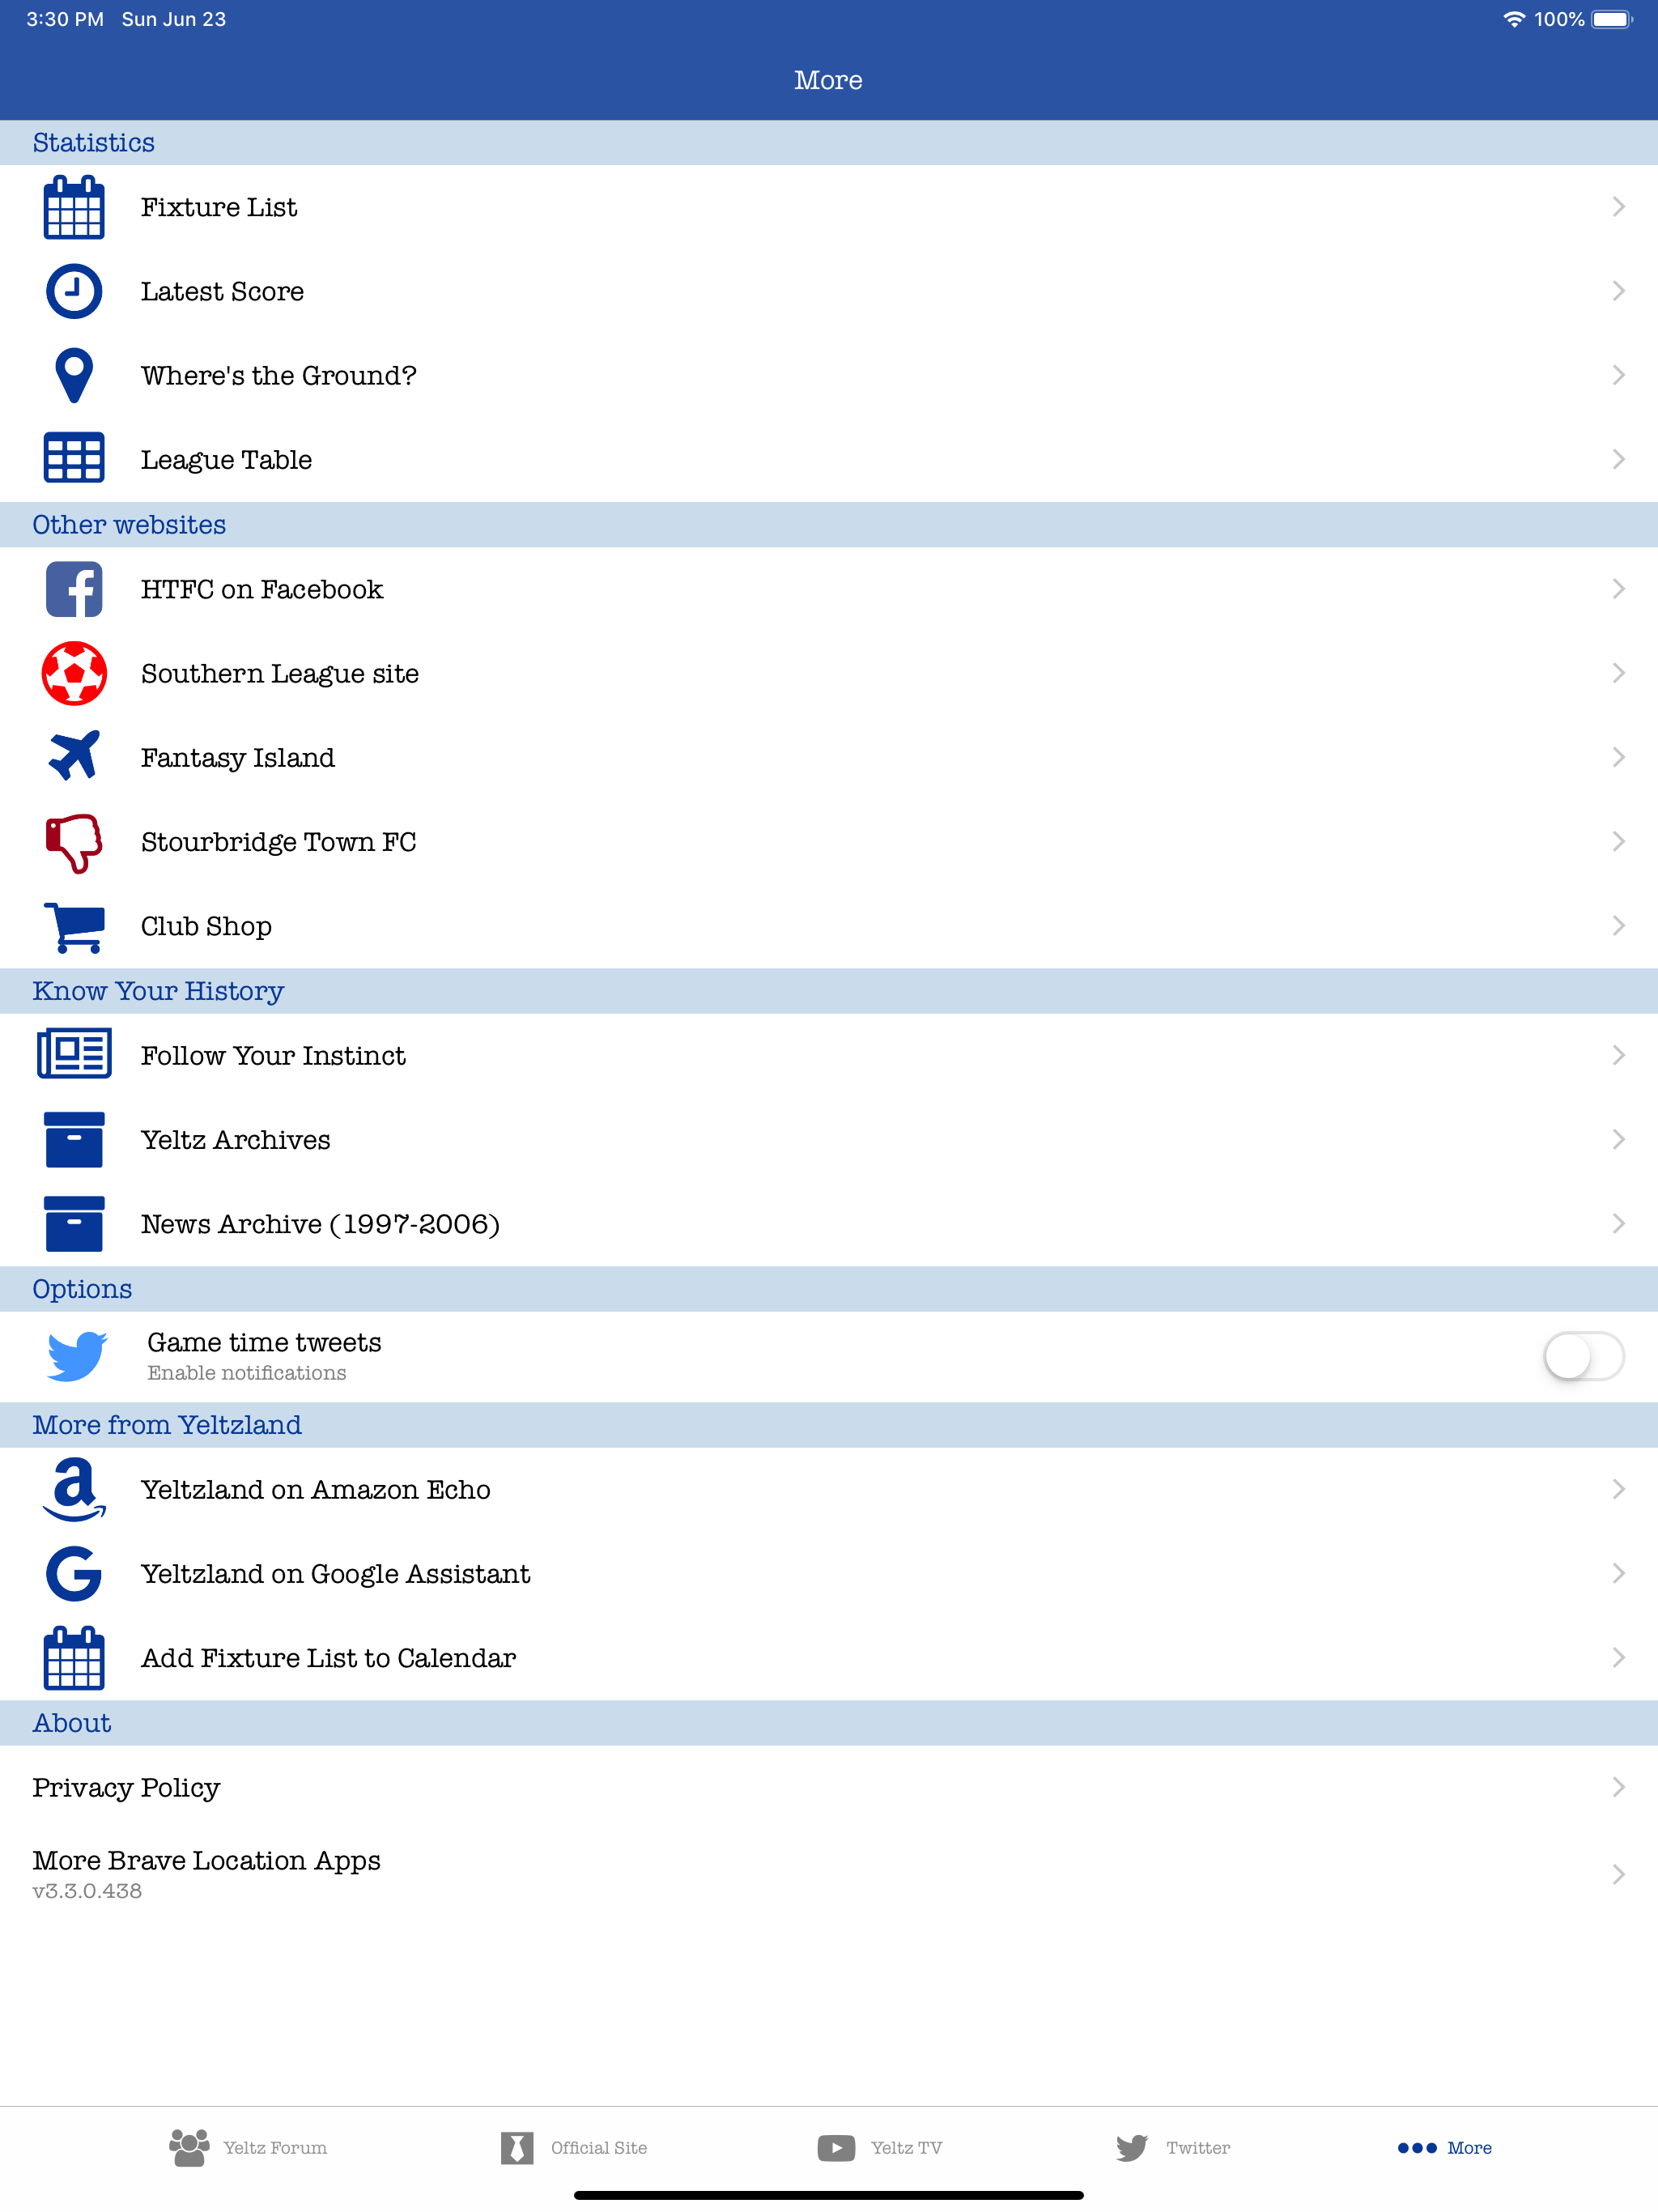 3:30 PM Sun Jun 23
100%
More
Statistics
Fixture List
Latest Score
Where's the Ground?
League Table
Other websites
HTFC on Facebook
Southern League site
Fantasy Island
Stourbridge Town FC
Club Shop
Know Your History
Follow Your Instinct
Yeltz Archives
News Archive (1997-2006)
Options
Game time tweets
Enable notifications
More from Yeltzland
Yeltzland on Amazon Echo
Yeltzland on Google Assistant
Add Fixture List to Calendar
About
Privacy Policy
More Brave Location Apps
v3.3.0.438
Yeltz Forum
Official Site
Yeltz TV
Twitter
More